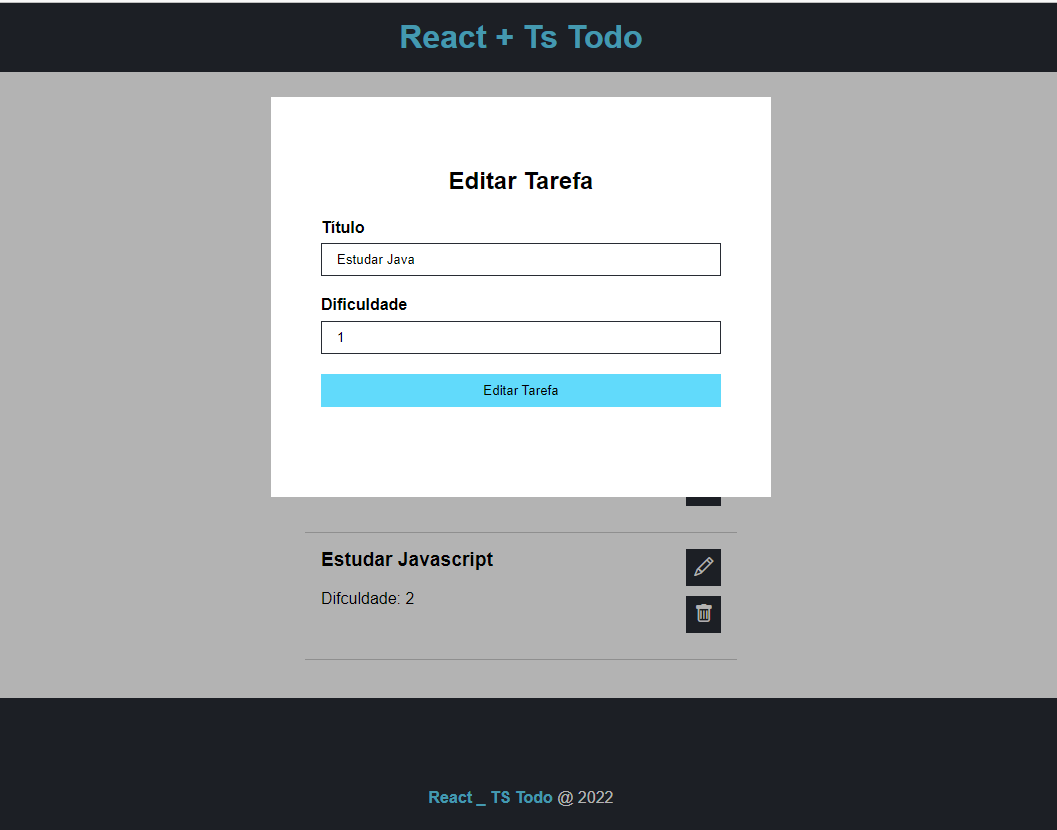 React + Ts Todo
Editar Tarefa
Título
Estudar Java
Dificuldade
1
Editar Tarefa
Estudar Javascript
Difculdade: 2
React _ TS Todo @ 2022